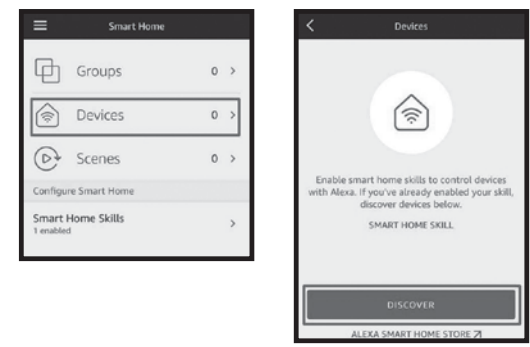 Smart Home
Groups 0 >
Devices 0 >
Scenes 0 >
Configure Smart Home
Smart Home Skills >
1 enabled
Devices
Enable smart home skills to control devices
with Alexa. If you've already enabled your skill,
discover devices below.
SMART HOME SKILL
DISCOVER
ALEXA SMART HOME STORE